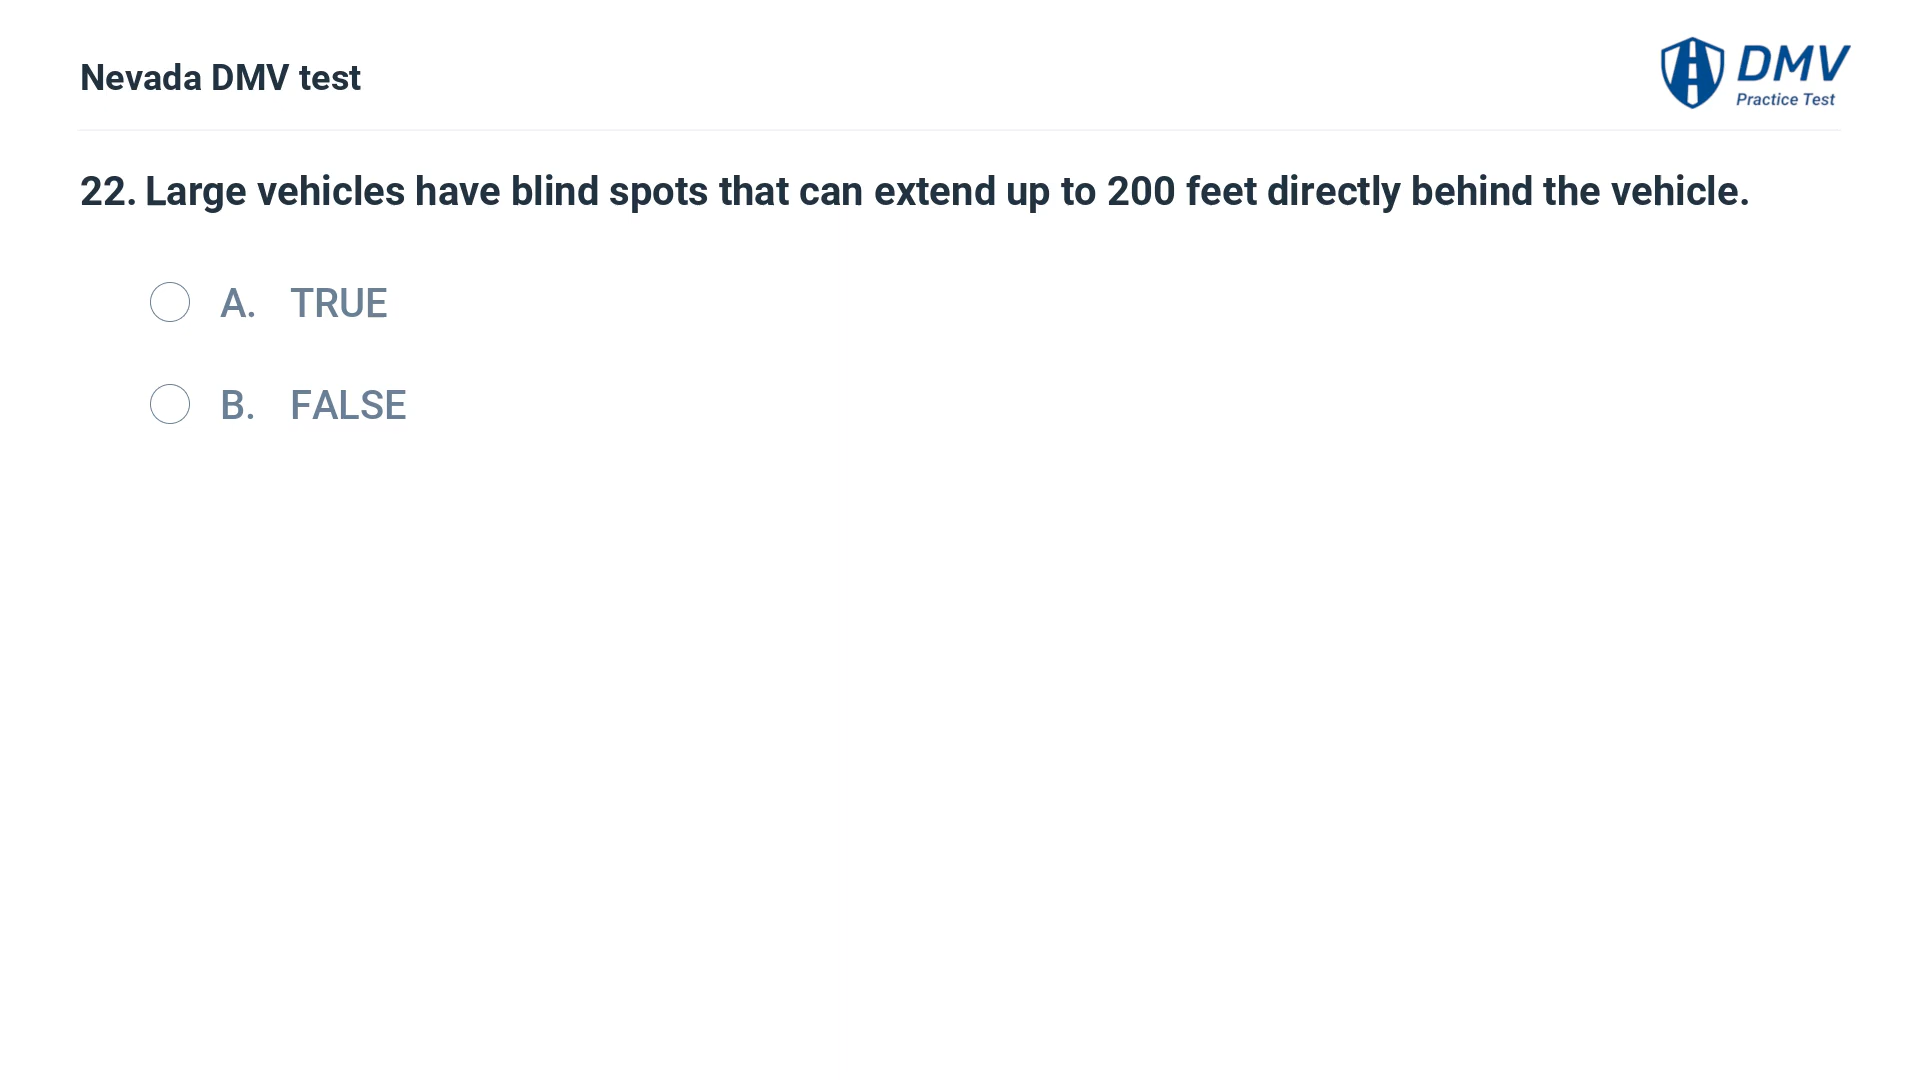 Nevada DMV test
DMV
Practice Test
22. Large vehicles have blind spots that can extend up to 200 feet directly behind the vehicle.
A. TRUE
B. FALSE